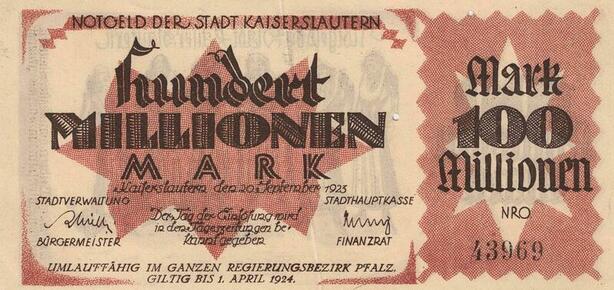 NOTGELD DER STADT KAISERSLAUTERN
hundert
MILLIONEN
MARK
Kaiserslautern, den 20. September 1923
STADTVERWALTUNG
BÜRGERMEISTER
Der Tag der Einlösung wird
in den Tageszeitungen be-
kannt gegeben
STADTHAUPTKASSE
FINANZRAT
UMLAUFFÄHIG IM GANZEN REGIERUNGSBEZIRK PFALZ.
GILTIG BIS 1. APRIL 1924.
Mark
100
Millionen
NRO
43969